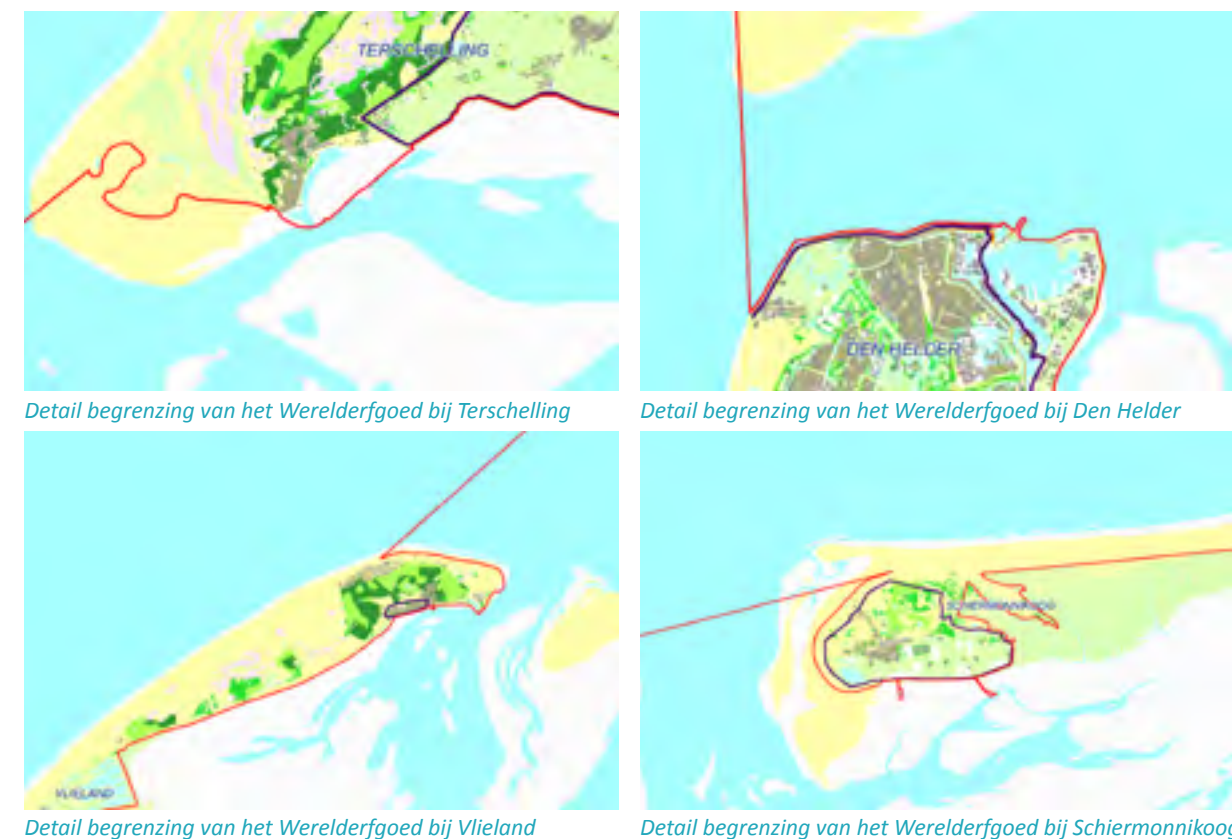 TERSCHELLING
Detail begrenzing van het Werelderfgoed bij Terschelling
DEN HELDER
Detail begrenzing van het Werelderfgoed bij Den Helder
VLIELAND
Detail begrenzing van het Werelderfgoed bij Vlieland
SCHIERMONNIKOOG
Detail begrenzing van het Werelderfgoed bij Schiermonnikoog